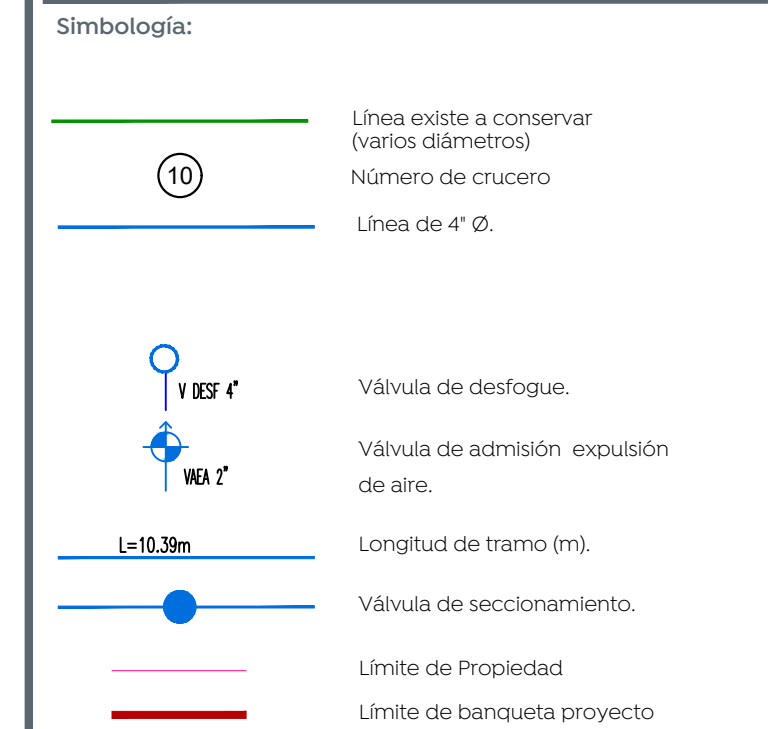 Simbología:
Línea existe a conservar
(varios diámetros)
10
Número de crucero
Línea de 4" Ø.
V DESF 4"
Válvula de desfogue.
VAEA 2"
Válvula de admisión expulsión
de aire.
L=10.39m
Longitud de tramo (m).
Válvula de seccionamiento.
Límite de Propiedad
Límite de banqueta proyecto